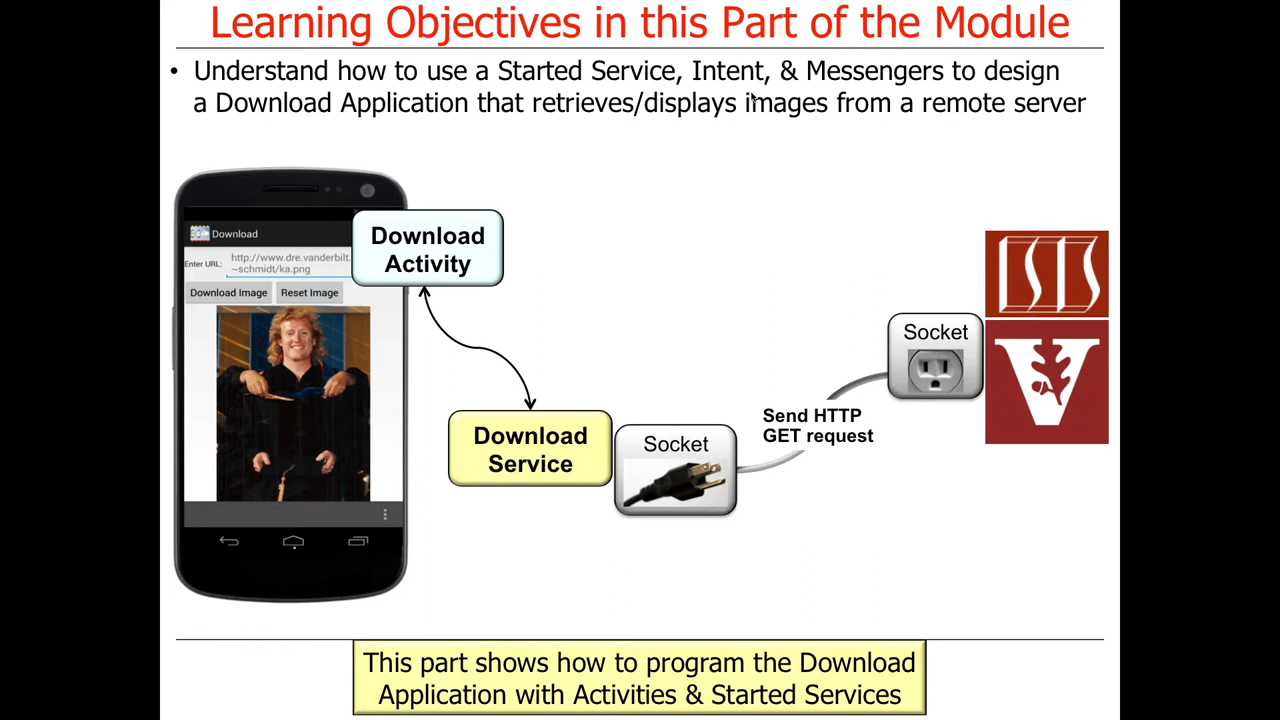 Learning Objectives in this Part of the Module
• Understand how to use a Started Service, Intent, & Messengers to design
a Download Application that retrieves/displays images from a remote server
Download
Enter URL:
http://www.dre.vanderbilt.
~schmidt/ka.png
Download Image
Reset Image
Download
Activity
Download
Service
Socket
Send HTTP
GET request
Socket
ISIS
V
This part shows how to program the Download
Application with Activities & Started Services